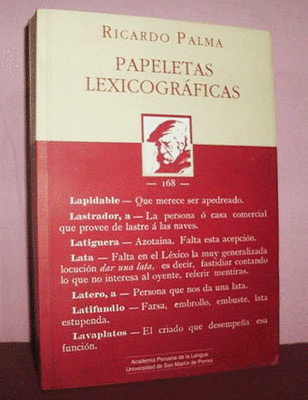 RICARDO PALMA
PAPELETAS
LEXICOGRÁFICAS
— 168 —
Lapidable — Que merece ser apedreado.
Lastrador, a — La persona ó casa comercial
que provee de lastre á las naves.
Latiguera — Azotaina. Falta esta acepción.
Lata — Falta en el Léxico la muy generalizada
locución dar una lata, es decir, fastidiar contando
lo que no interesa al oyente, referir mentiras.
Latero, a — Persona que nos da una lata.
Latifundio — Farsa, embrollo, embuste, lata
estupenda.
Lavaplatos — El criado que desempeña esa
función.
Academia Peruana de la Lengua
Universidad de San Martín de Porres